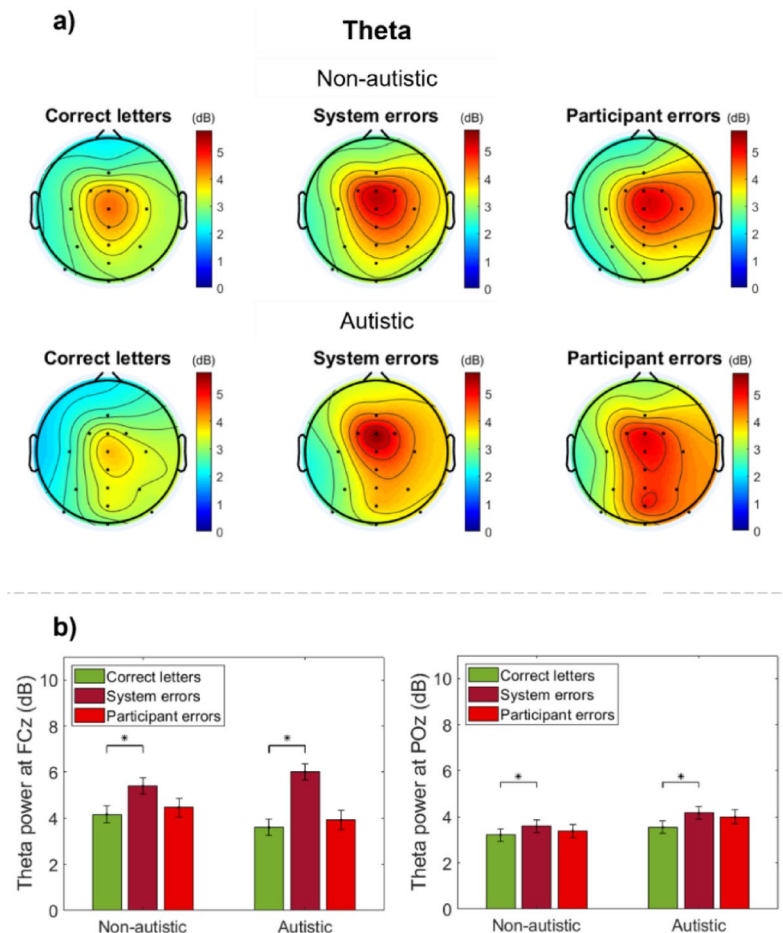 a)
Theta
Non-autistic
Correct letters (dB) System errors (dB) Participant errors (dB)
5 5 5
4 4 4
3 3 3
2 2 2
1 1 1
0 0 0
Autistic
Correct letters (dB) System errors (dB) Participant errors (dB)
5 5 5
4 4 4
3 3 3
2 2 2
1 1 1
0 0 0
b)
Theta power at FCz (dB)
10
8
6
4
2
0
Correct letters
System errors
Participant errors
* *
Non-autistic Autistic
Theta power at POz (dB)
10
8
6
4
2
0
Correct letters
System errors
Participant errors
* *
Non-autistic Autistic